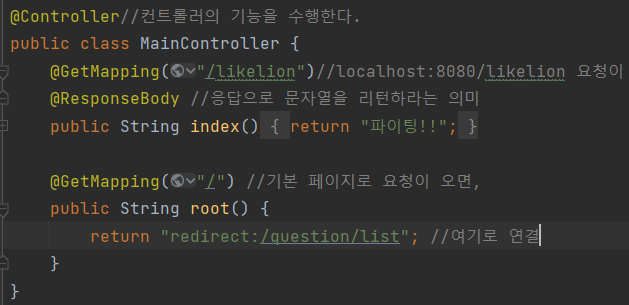 @Controller//컨트롤러의 기능을 수행한다.
public class MainController {
@GetMapping("/likelion")//localhost:8080/likelion 요청이
@ResponseBody //응답으로 문자열을 리턴하라는 의미
public String index() { return "파이팅!!"; }
@GetMapping("/") //기본 페이지로 요청이 오면,
public String root() {
return "redirect:/question/list"; //여기로 연결
}
}